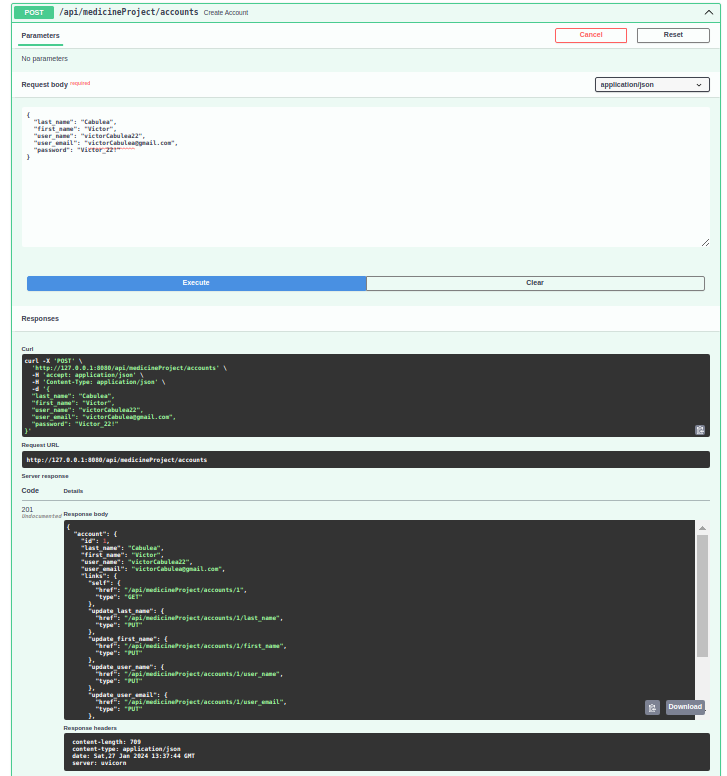 POST /api/medicineProject/accounts Create Account
Parameters Cancel Reset
No parameters
Request body required application/json
{
"last_name": "Cabulea",
"first_name": "Victor",
"user_name": "victorCabulea22",
"user_email": "victorCabulea@gmail.com",
"password": "Victor_22!"
}
Execute Clear
Responses
Curl
curl -X 'POST' \
'http://127.0.0.1:8080/api/medicineProject/accounts' \
-H 'accept: application/json' \
-H 'Content-Type: application/json' \
-d '{
"last_name": "Cabulea",
"first_name": "Victor",
"user_name": "victorCabulea22",
"user_email": "victorCabulea@gmail.com",
"password": "Victor_22!"
}'
Request URL
http://127.0.0.1:8080/api/medicineProject/accounts
Server response
Code Details
201
Undocumented
Response body
{
"account": {
"id": 1,
"last_name": "Cabulea",
"first_name": "Victor",
"user_name": "victorCabulea22",
"user_email": "victorCabulea@gmail.com",
"links": {
"self": {
"href": "/api/medicineProject/accounts/1",
"type": "GET"
},
"update_last_name": {
"href": "/api/medicineProject/accounts/1/last_name",
"type": "PUT"
},
"update_first_name": {
"href": "/api/medicineProject/accounts/1/first_name",
"type": "PUT"
},
"update_user_name": {
"href": "/api/medicineProject/accounts/1/user_name",
"type": "PUT"
},
"update_user_email": {
"href": "/api/medicineProject/accounts/1/user_email",
"type": "PUT"
},
Download
Response headers
content-length: 709
content-type: application/json
date: Sat,27 Jan 2024 13:37:44 GMT
server: uvicorn